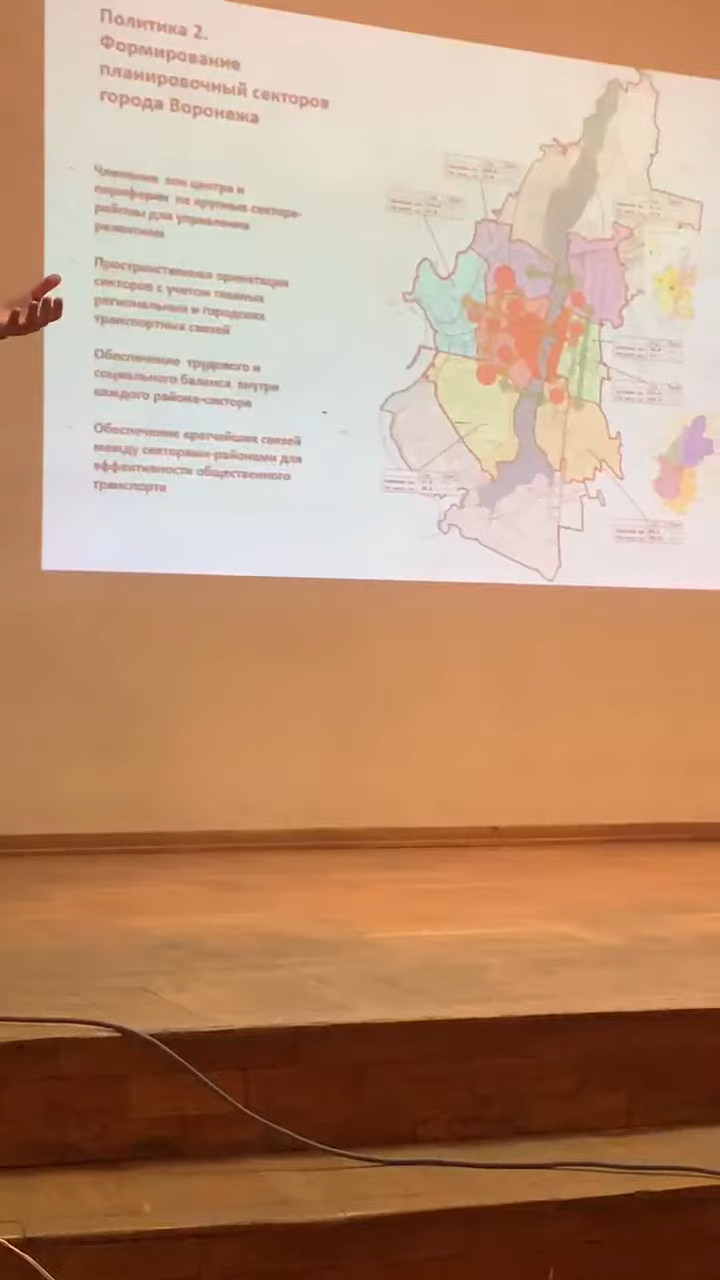 Политика 2.
Формирование
планировочный секторов
города Воронежа
Членение зон центра и
периферии на крупные сектора-
районы для управления
развитием
Пространственная ориентация
секторов с учетом главных
региональных и городских
транспортных связей
Обеспечение трудового и
социального баланса внутри
каждого района-сектора
Обеспечение кратчайших связей
между секторами-районами для
эффективности общественного
транспорта